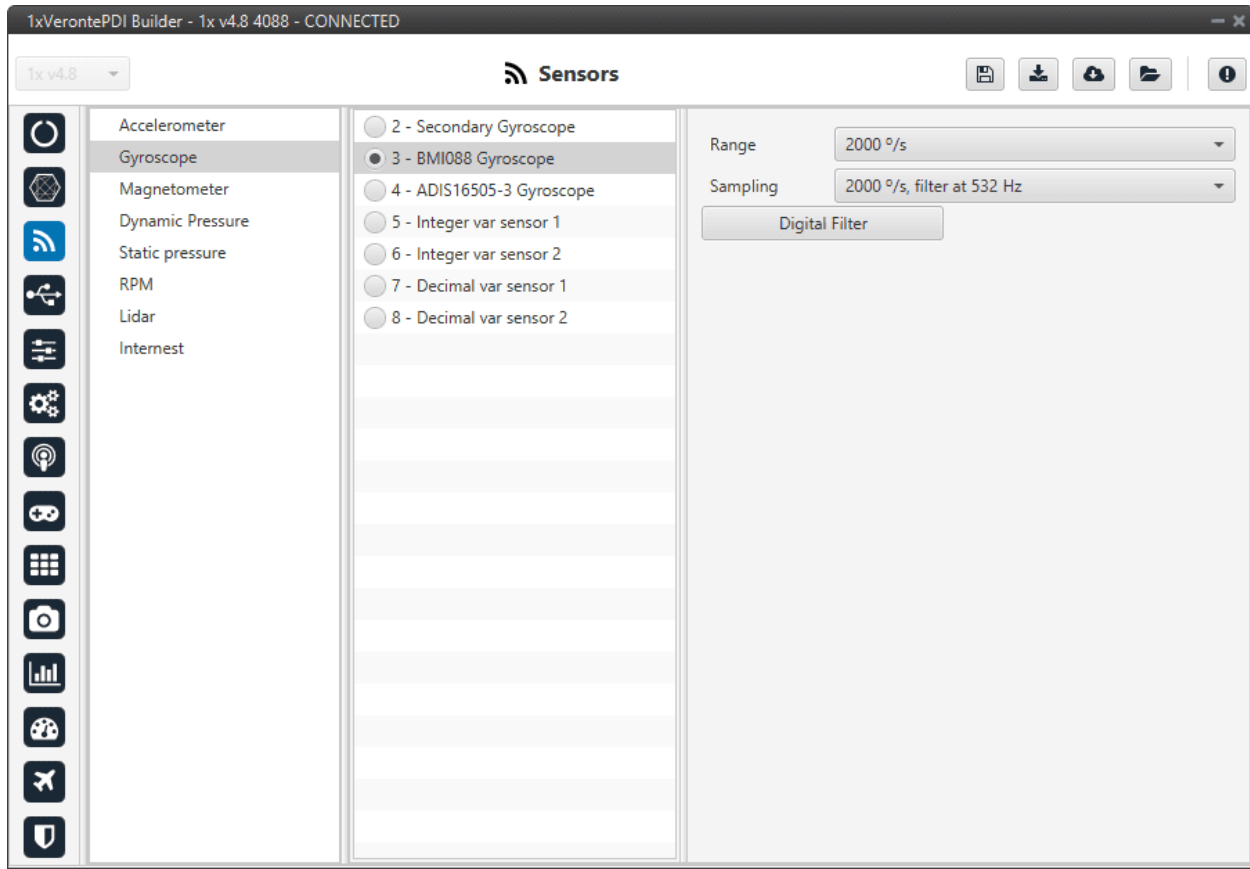 1xVerontePDI Builder - 1x v4.8 4088 - CONNECTED
1x v4.8
Sensors
Accelerometer
Gyroscope
Magnetometer
Dynamic Pressure
Static pressure
RPM
Lidar
Internest
2 - Secondary Gyroscope
3 - BMI088 Gyroscope
4 - ADIS16505-3 Gyroscope
5 - Integer var sensor 1
6 - Integer var sensor 2
7 - Decimal var sensor 1
8 - Decimal var sensor 2
Range
2000 º/s
Sampling
2000 º/s, filter at 532 Hz
Digital Filter